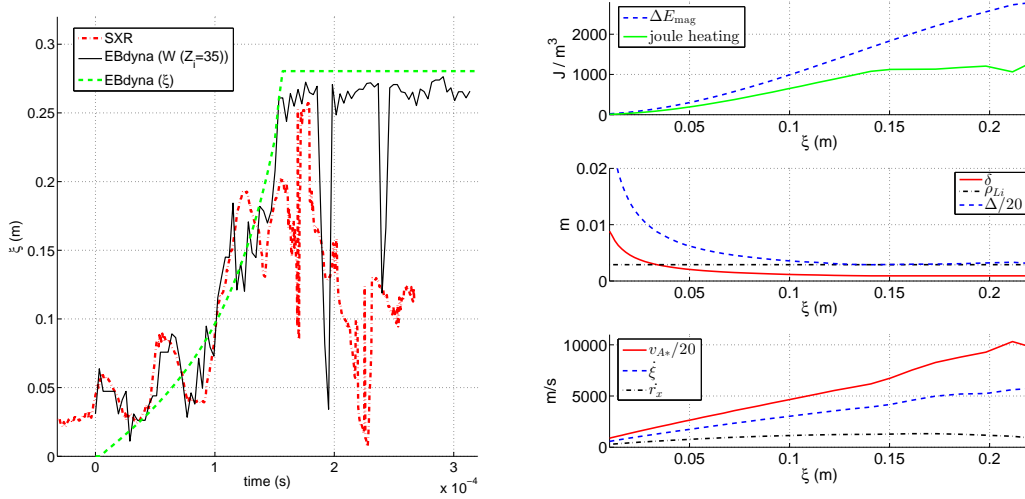 0.3
0.25
0.2
0.15
0.1
0.05
0
ξ (m)
SXR
EBdyna (W (Z_i=35))
EBdyna (ξ)
0 1 2 3
time (s)
x 10^-4
2000
1000
0
J / m^3
ΔE_mag
joule heating
0.05 0.1 0.15 0.2
ξ (m)
0.02
0.01
0
m
δ
ρ_Li
Δ/20
0.05 0.1 0.15 0.2
ξ (m)
10000
5000
0
m/s
v_A*/20
ξ̇
ṙ_x
0.05 0.1 0.15 0.2
ξ (m)